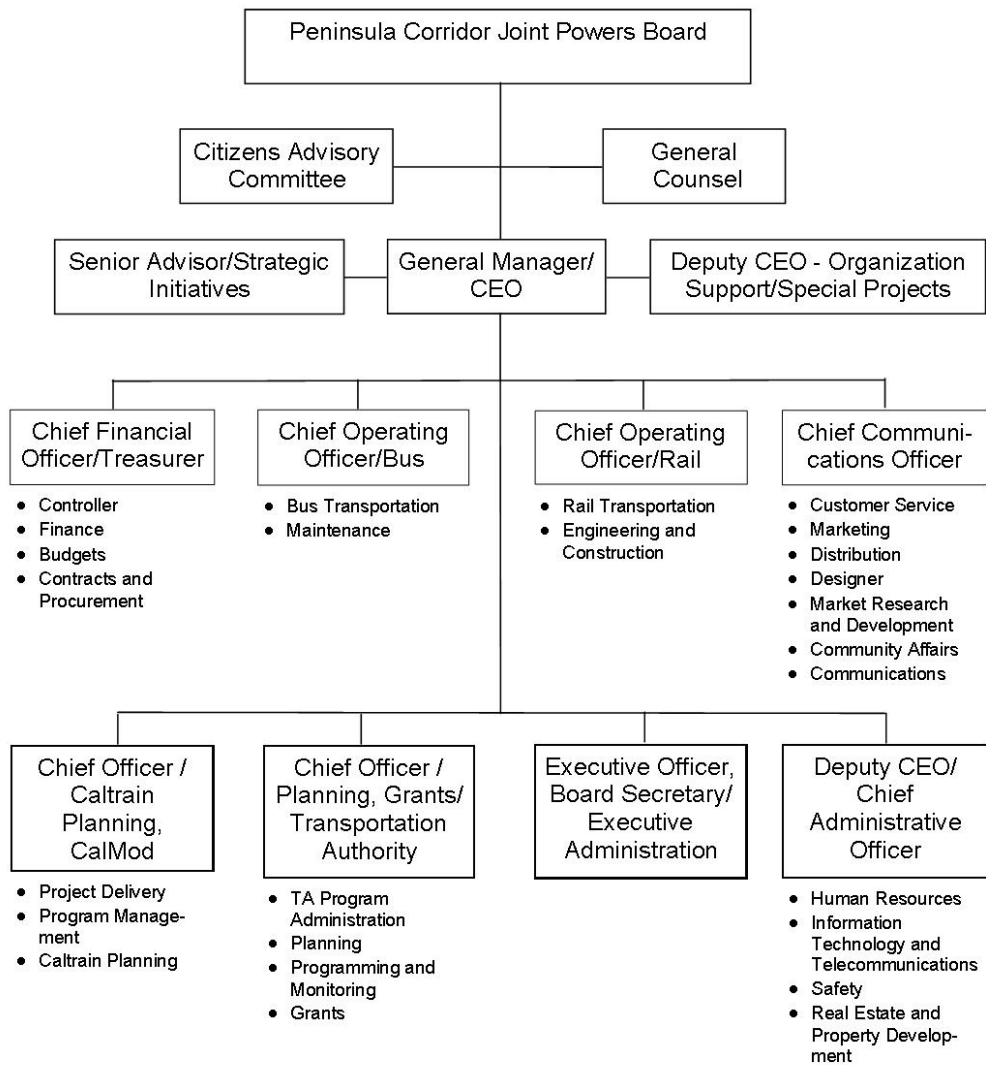 Peninsula Corridor Joint Powers Board
Citizens Advisory
Committee
General
Counsel
Senior Advisor/Strategic
Initiatives
General Manager/
CEO
Deputy CEO - Organization
Support/Special Projects
Chief Financial
Officer/Treasurer
● Controller
● Finance
● Budgets
● Contracts and
Procurement
Chief Operating
Officer/Bus
● Bus Transportation
● Maintenance
Chief Operating
Officer/Rail
● Rail Transportation
● Engineering and
Construction
Chief Communi-
cations Officer
● Customer Service
● Marketing
● Distribution
● Designer
● Market Research
and Development
● Community Affairs
● Communications
Chief Officer /
Caltrain
Planning,
CalMod
● Project Delivery
● Program Manage-
ment
● Caltrain Planning
Chief Officer /
Planning, Grants/
Transportation
Authority
● TA Program
Administration
● Planning
● Programming and
Monitoring
● Grants
Executive Officer,
Board Secretary/
Executive
Administration
Deputy CEO/
Chief
Administrative
Officer
● Human Resources
● Information
Technology and
Telecommunications
● Safety
● Real Estate and
Property Develop-
ment